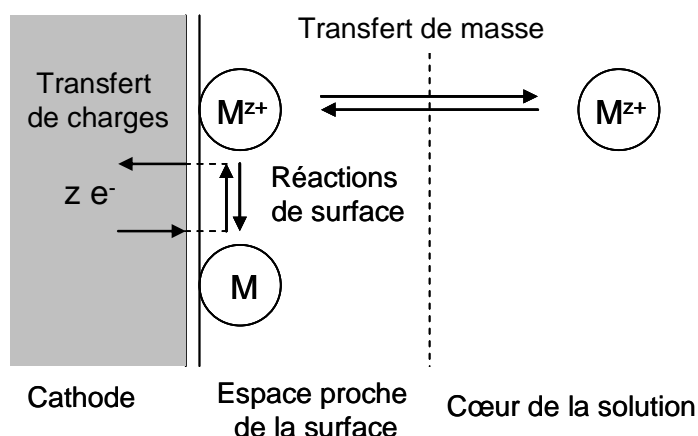 Transfert de masse
Transfert
de charges
M^{z+}
M^{z+}
z e^{-}
Réactions
de surface
M
Cathode
Espace proche
de la surface
Cœur de la solution